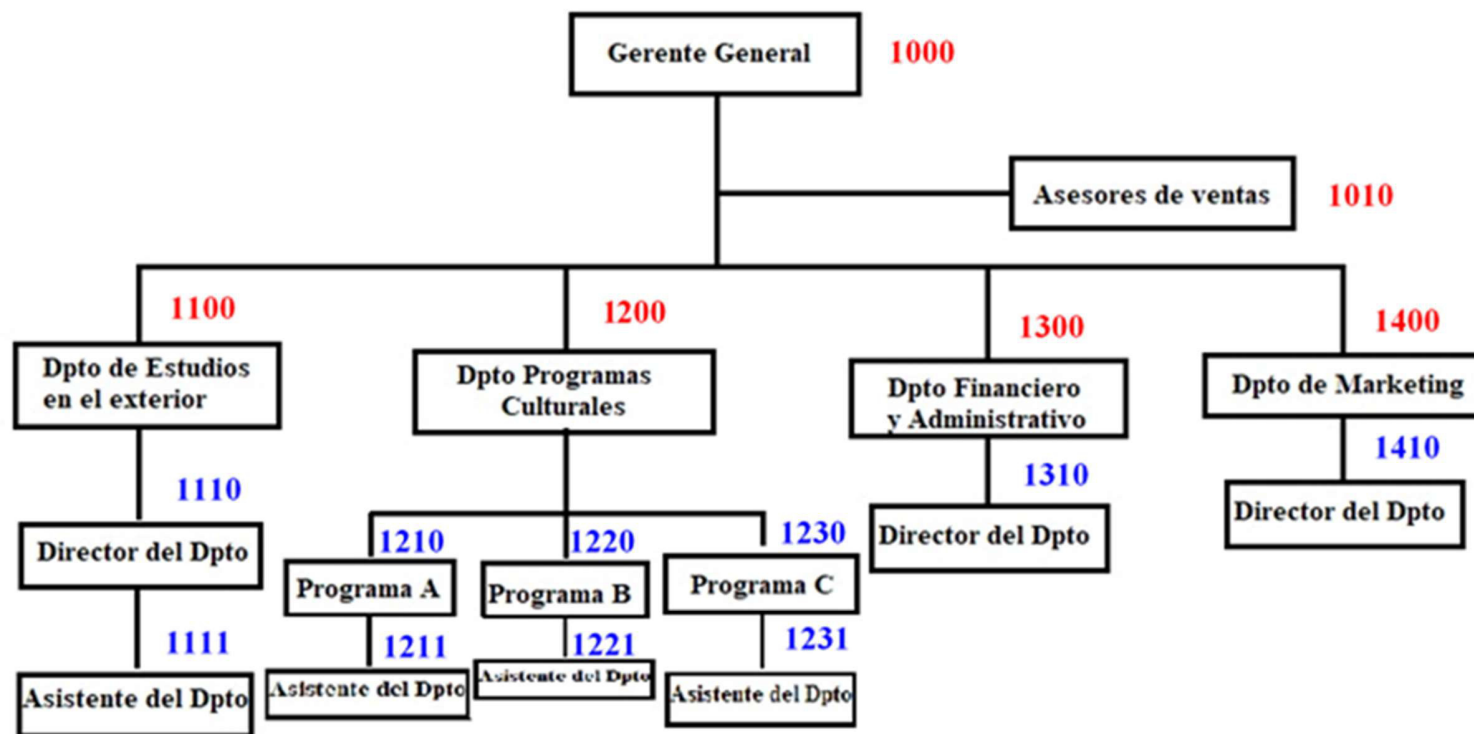 Gerente General
1000
Asesores de ventas
1010
1100
1200
1300
1400
Dpto de Estudios
en el exterior
Dpto Programas
Culturales
Dpto Financiero
y Administrativo
Dpto de Marketing
1110
1310
1410
Director del Dpto
Director del Dpto
Director del Dpto
1210
1220
1230
Programa A
Programa B
Programa C
1111
1211
1221
1231
Asistente del Dpto
Asistente del Dpto
Asistente del Dpto
Asistente del Dpto